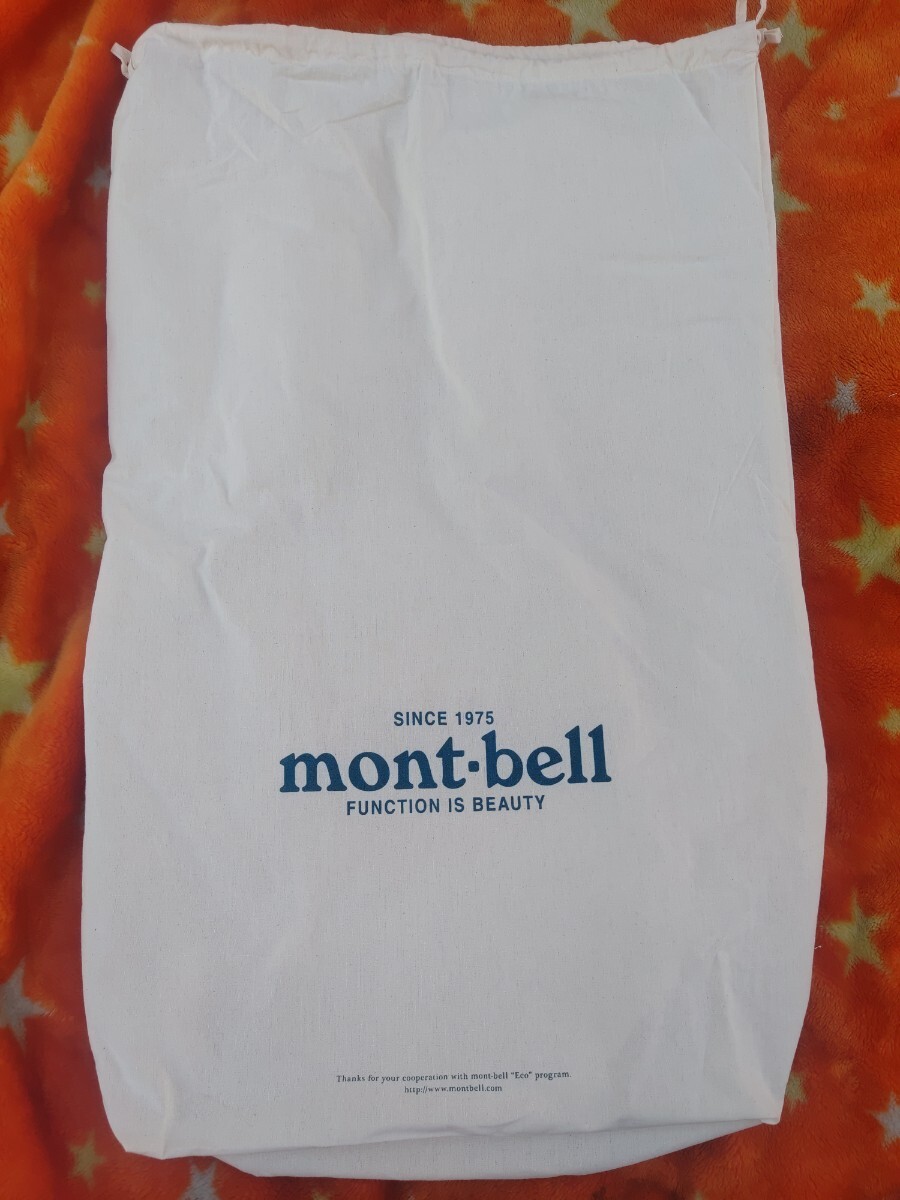 SINCE 1975
mont-bell
FUNCTION IS BEAUTY
Thanks for your cooperation with mont-bell "Eco" program.
http://www.montbell.com